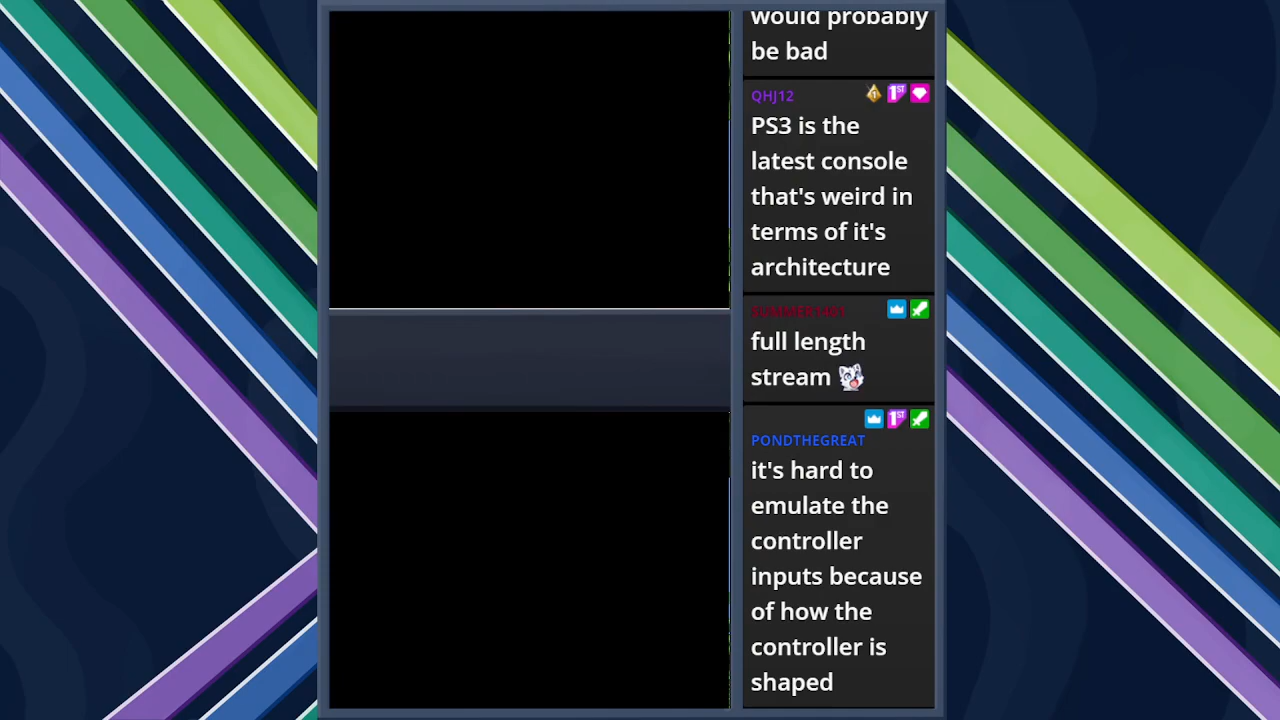 would probably
be bad
QHJ12
PS3 is the
latest console
that's weird in
terms of it's
architecture
SUMMER1401
full length
stream
PONDTHEGREAT
it's hard to
emulate the
controller
inputs because
of how the
controller is
shaped